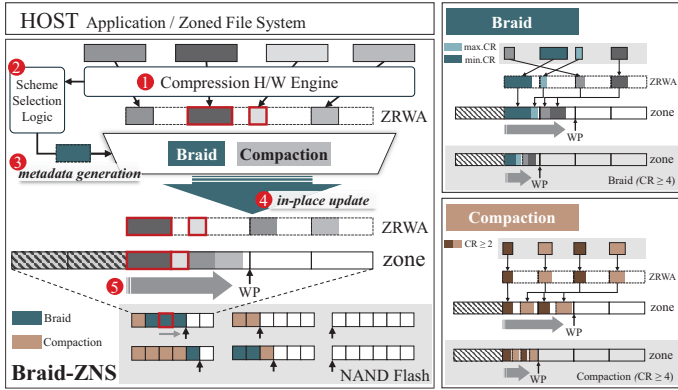 HOST Application / Zoned File System
2
Scheme
Selection
Logic
1 Compression H/W Engine
ZRWA
3
metadata generation
Braid
Compaction
4 in-place update
ZRWA
zone
5
WP
Braid
Compaction
Braid-ZNS
NAND Flash
Braid
max.CR
min.CR
ZRWA
zone
WP
zone
WP
Braid (CR ≥ 4)
Compaction
CR ≥ 2
ZRWA
zone
WP
zone
WP
Compaction (CR ≥ 4)